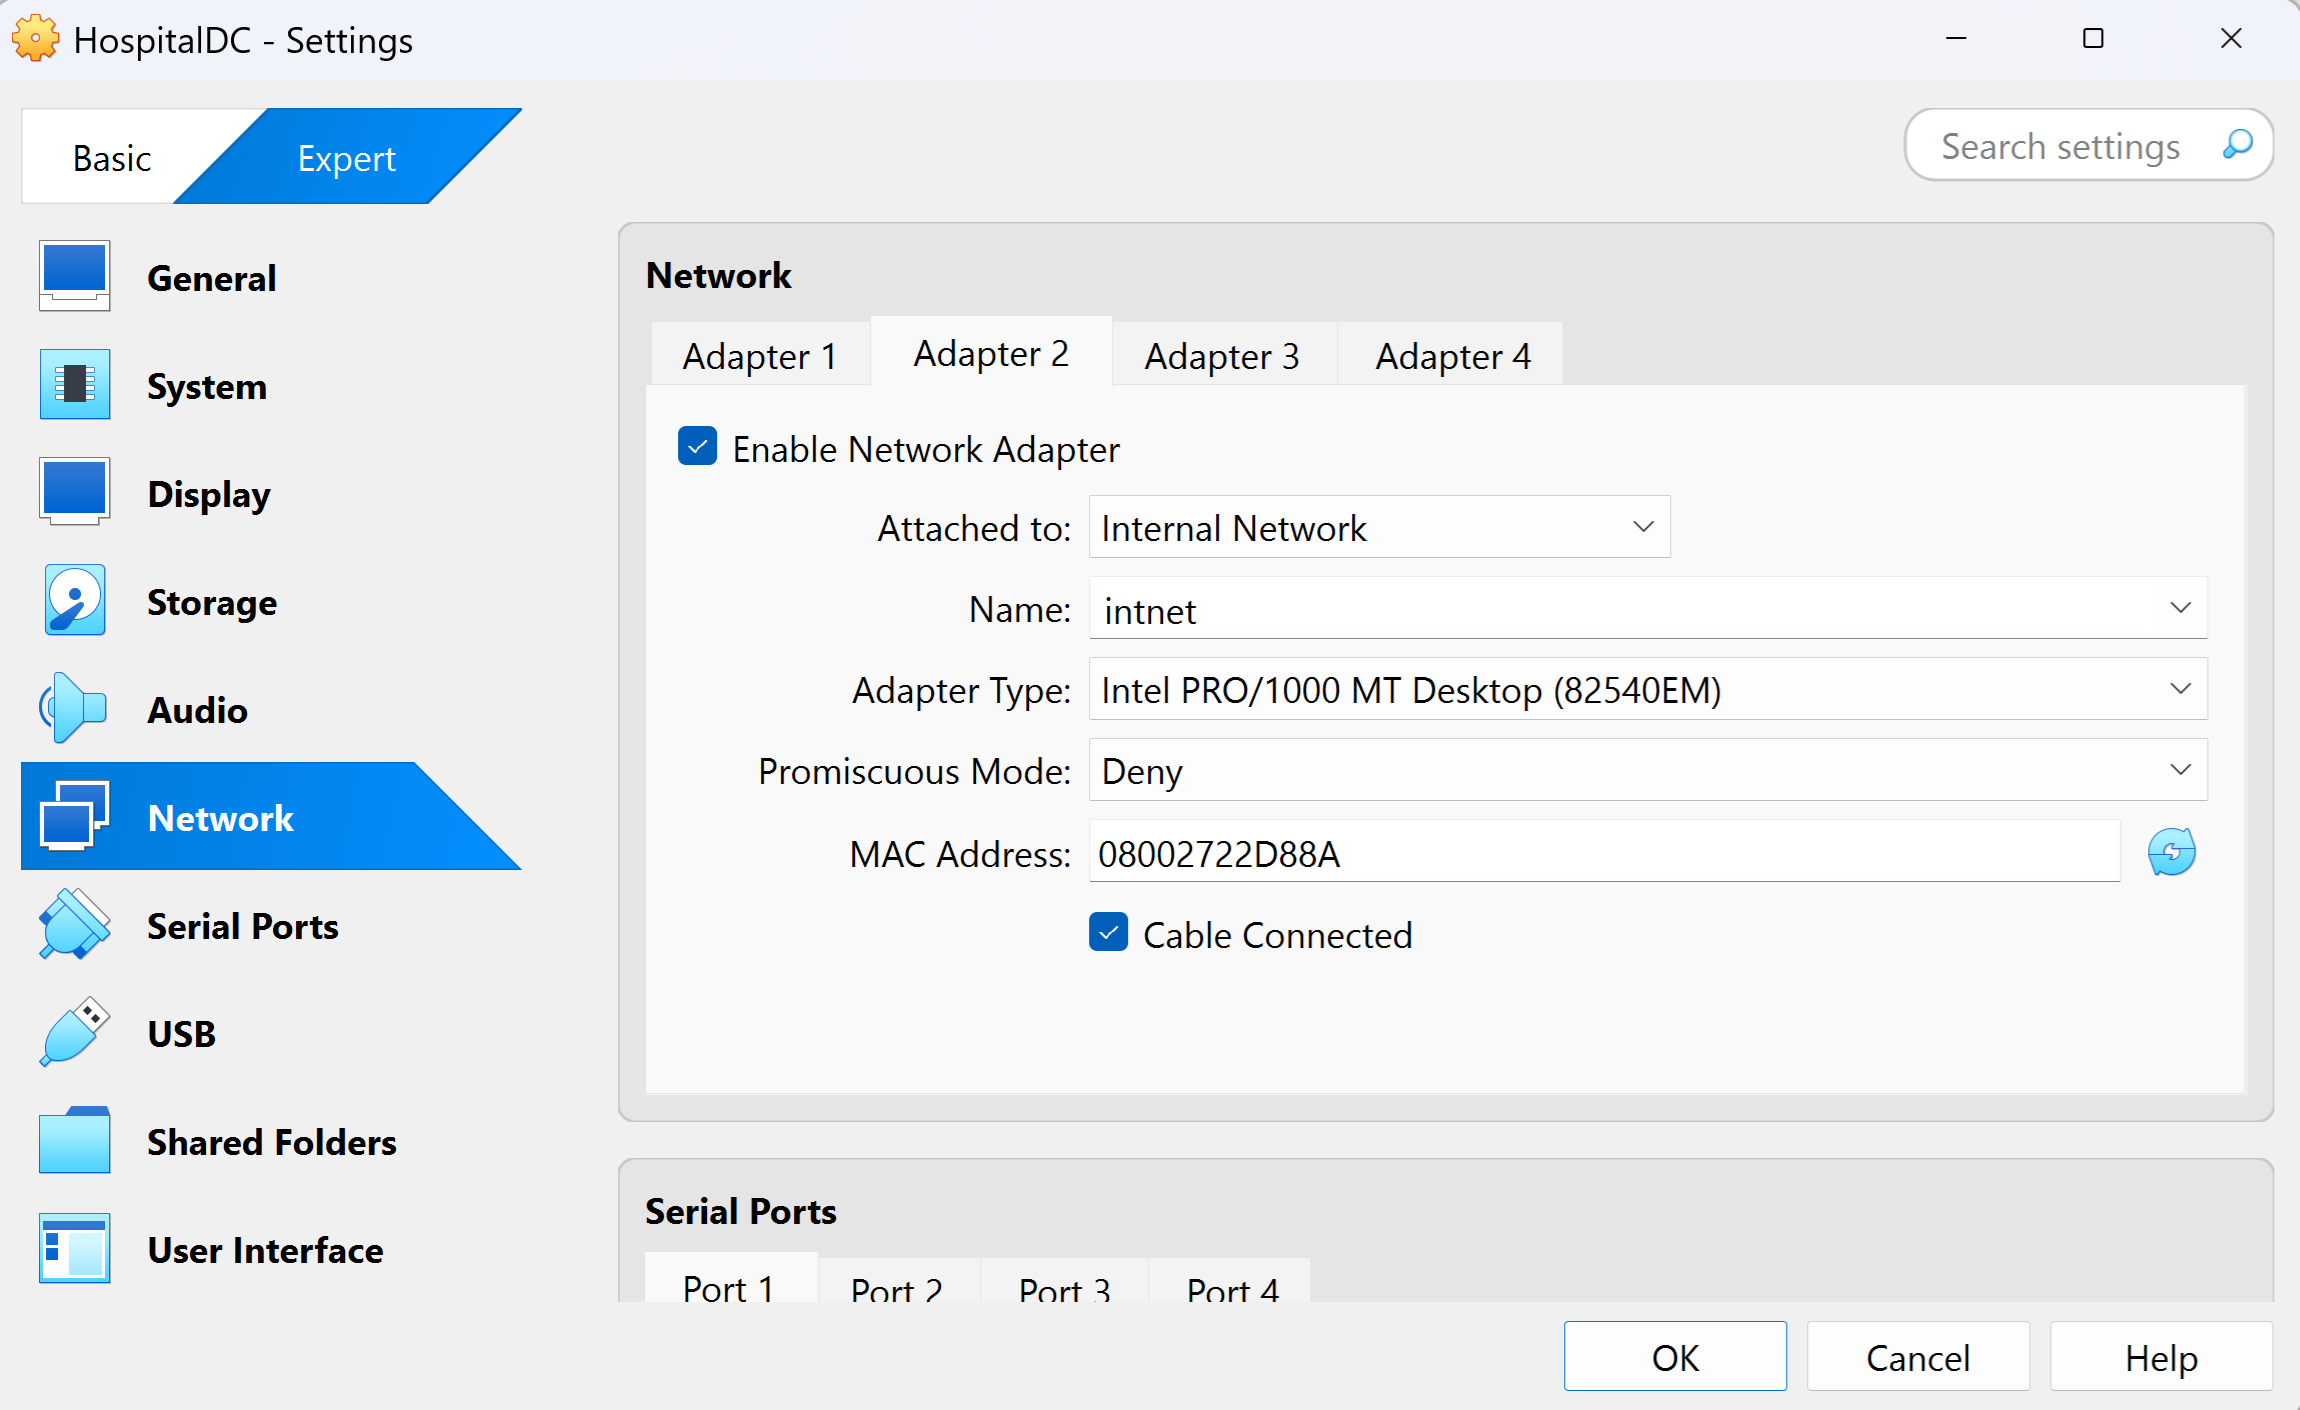 HospitalDC - Settings
Basic
Expert
Search settings
General
System
Display
Storage
Audio
Network
Serial Ports
USB
Shared Folders
User Interface
Network
Adapter 1
Adapter 2
Adapter 3
Adapter 4
Enable Network Adapter
Attached to: Internal Network
Name: intnet
Adapter Type: Intel PRO/1000 MT Desktop (82540EM)
Promiscuous Mode: Deny
MAC Address: 08002722D88A
Cable Connected
Serial Ports
Port 1
Port 2
Port 3
Port 4
OK
Cancel
Help